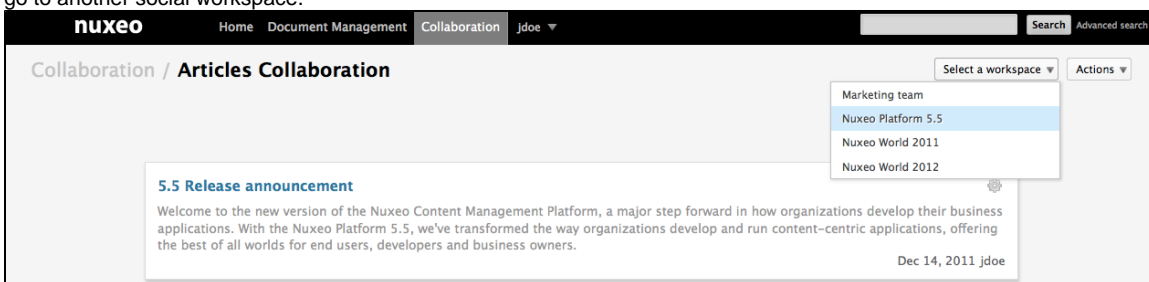 go to another social workspace.
nuxeo Home Document Management Collaboration jdoe Search Advanced search
Collaboration / Articles Collaboration Select a workspace Actions
Marketing team
Nuxeo Platform 5.5
Nuxeo World 2011
Nuxeo World 2012
5.5 Release announcement
Welcome to the new version of the Nuxeo Content Management Platform, a major step forward in how organizations develop their business
applications. With the Nuxeo Platform 5.5, we've transformed the way organizations develop and run content-centric applications, offering
the best of all worlds for end users, developers and business owners.
Dec 14, 2011 jdoe